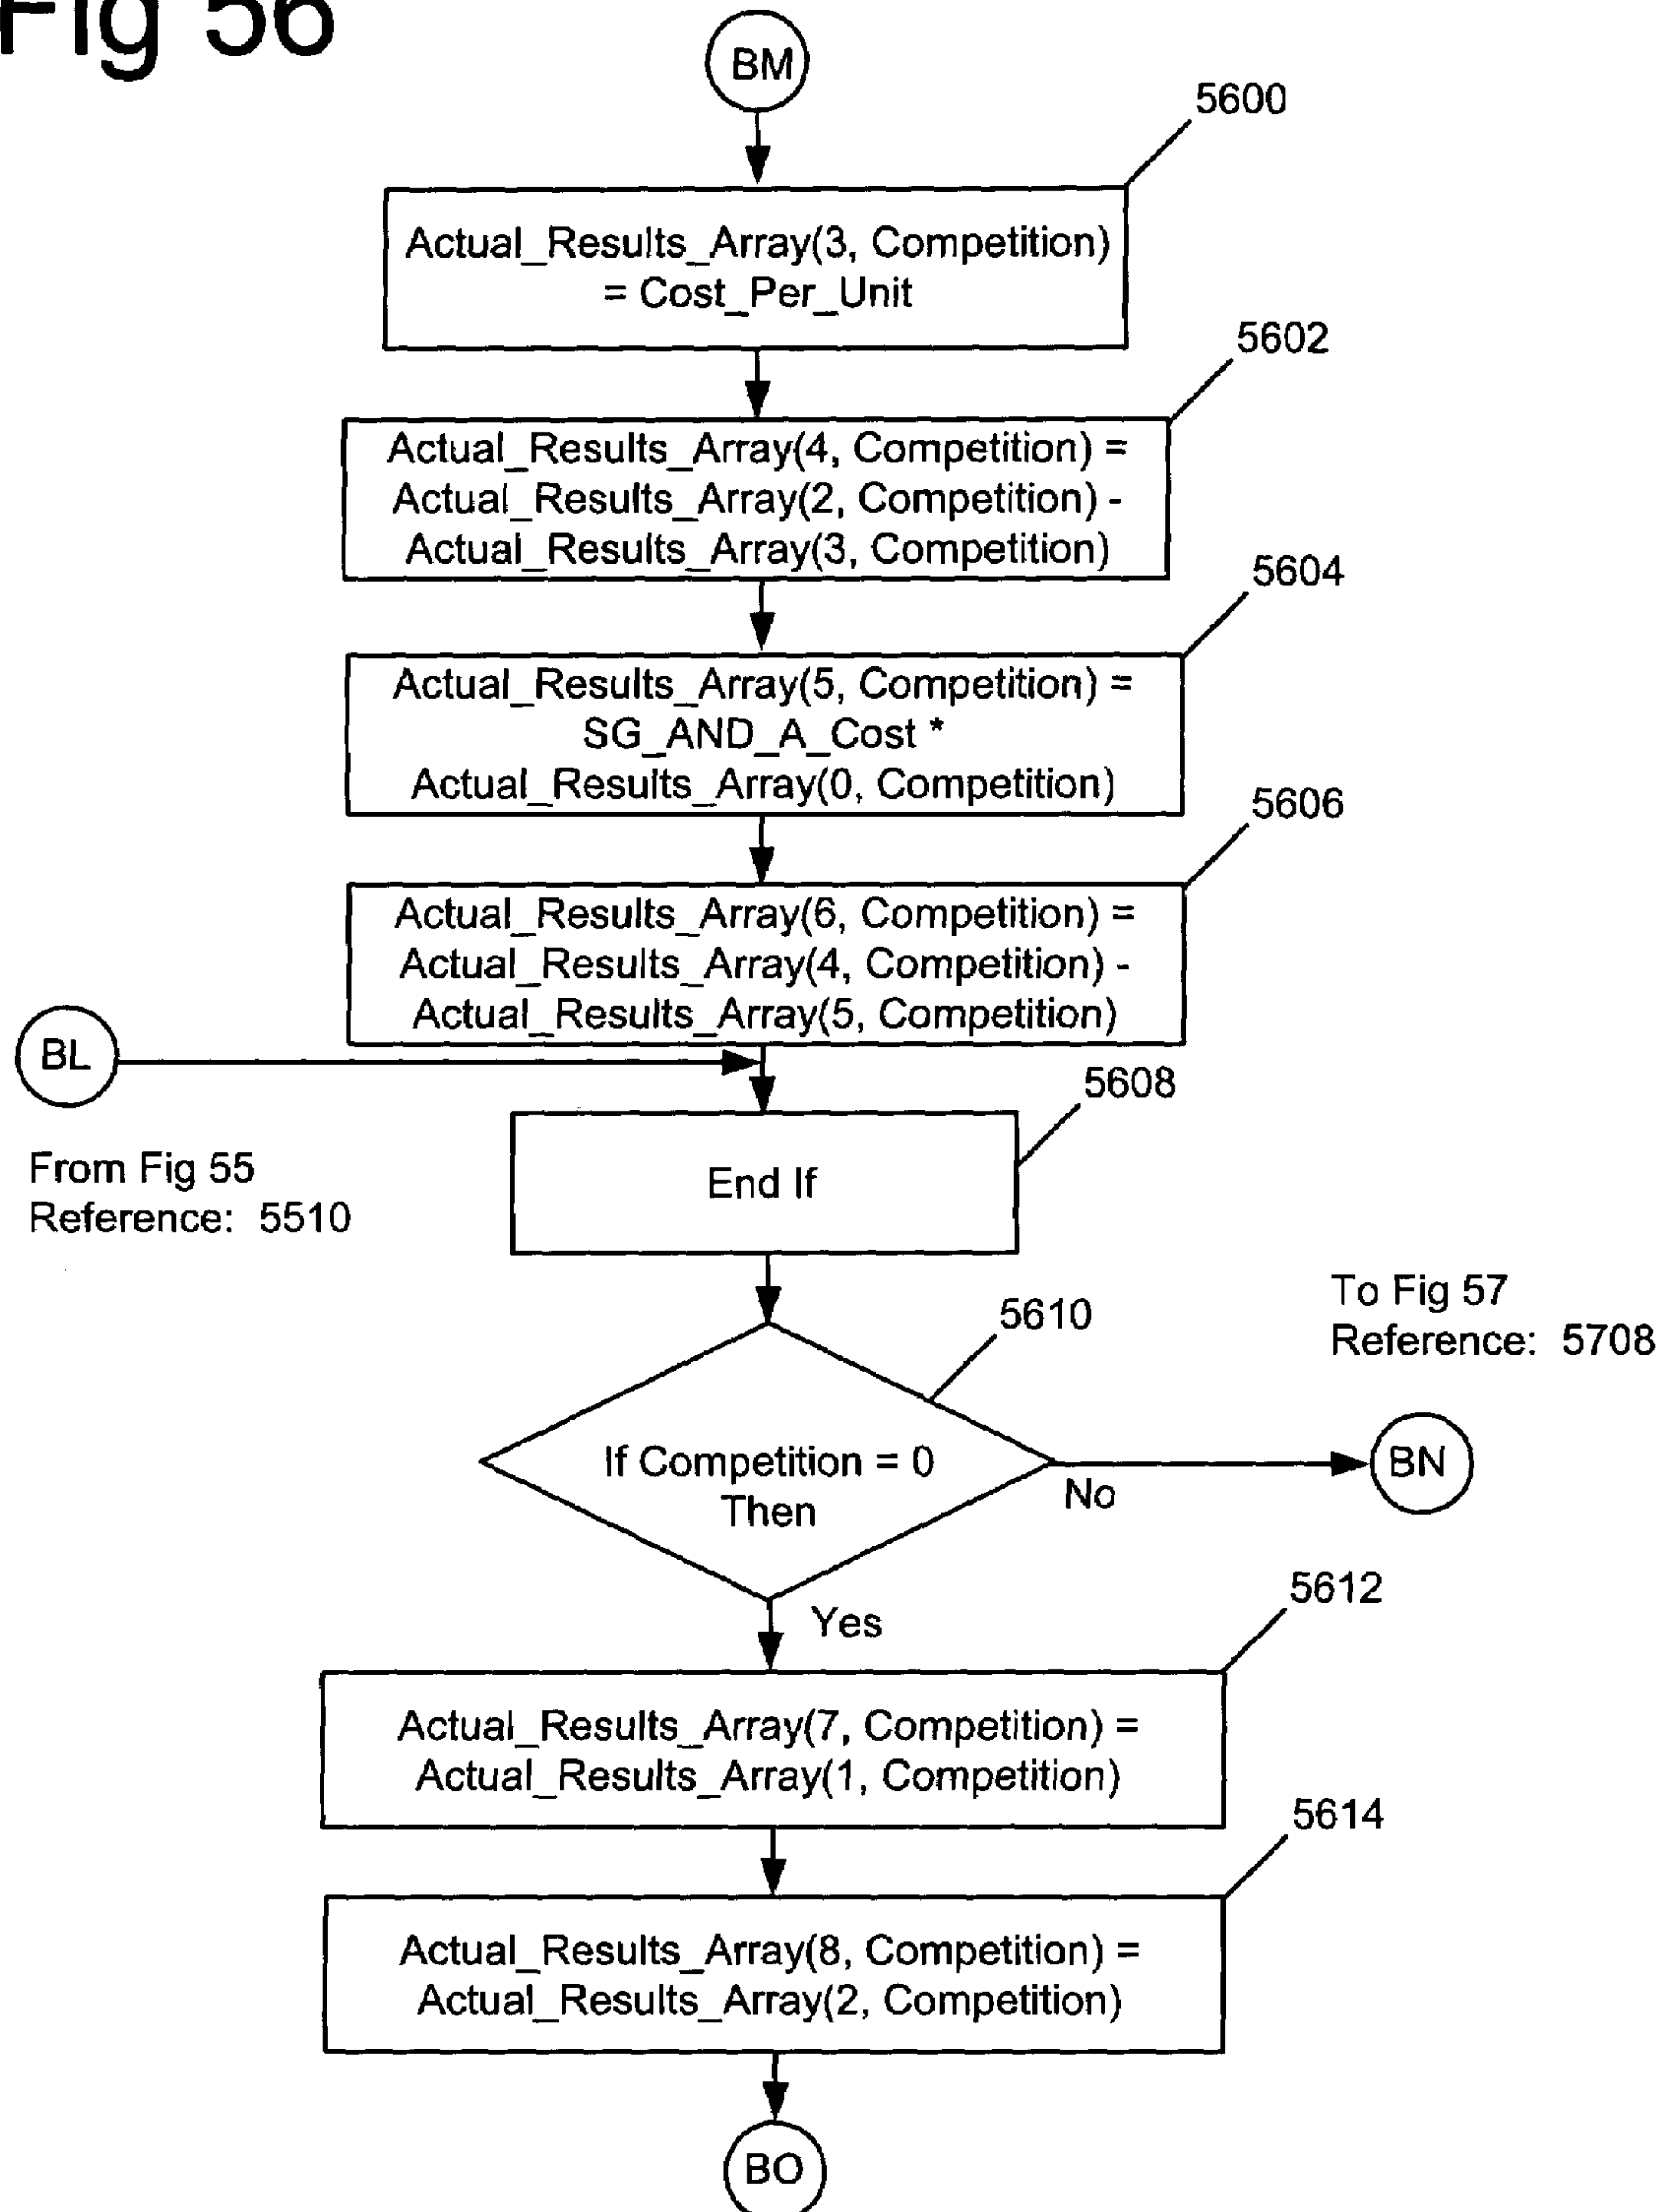 Fig 56
BM
5600
Actual_Results_Array(3, Competition)
= Cost_Per_Unit
5602
Actual_Results_Array(4, Competition) =
Actual_Results_Array(2, Competition) -
Actual_Results_Array(3, Competition)
5604
Actual_Results_Array(5, Competition) =
SG_AND_A_Cost *
Actual_Results_Array(0, Competition)
5606
Actual_Results_Array(6, Competition) =
Actual_Results_Array(4, Competition) -
Actual_Results_Array(5, Competition)
BL
From Fig 55
Reference: 5510
5608
End If
To Fig 57
Reference: 5708
5610
If Competition = 0
Then
No
BN
Yes
5612
Actual_Results_Array(7, Competition) =
Actual_Results_Array(1, Competition)
5614
Actual_Results_Array(8, Competition) =
Actual_Results_Array(2, Competition)
BO